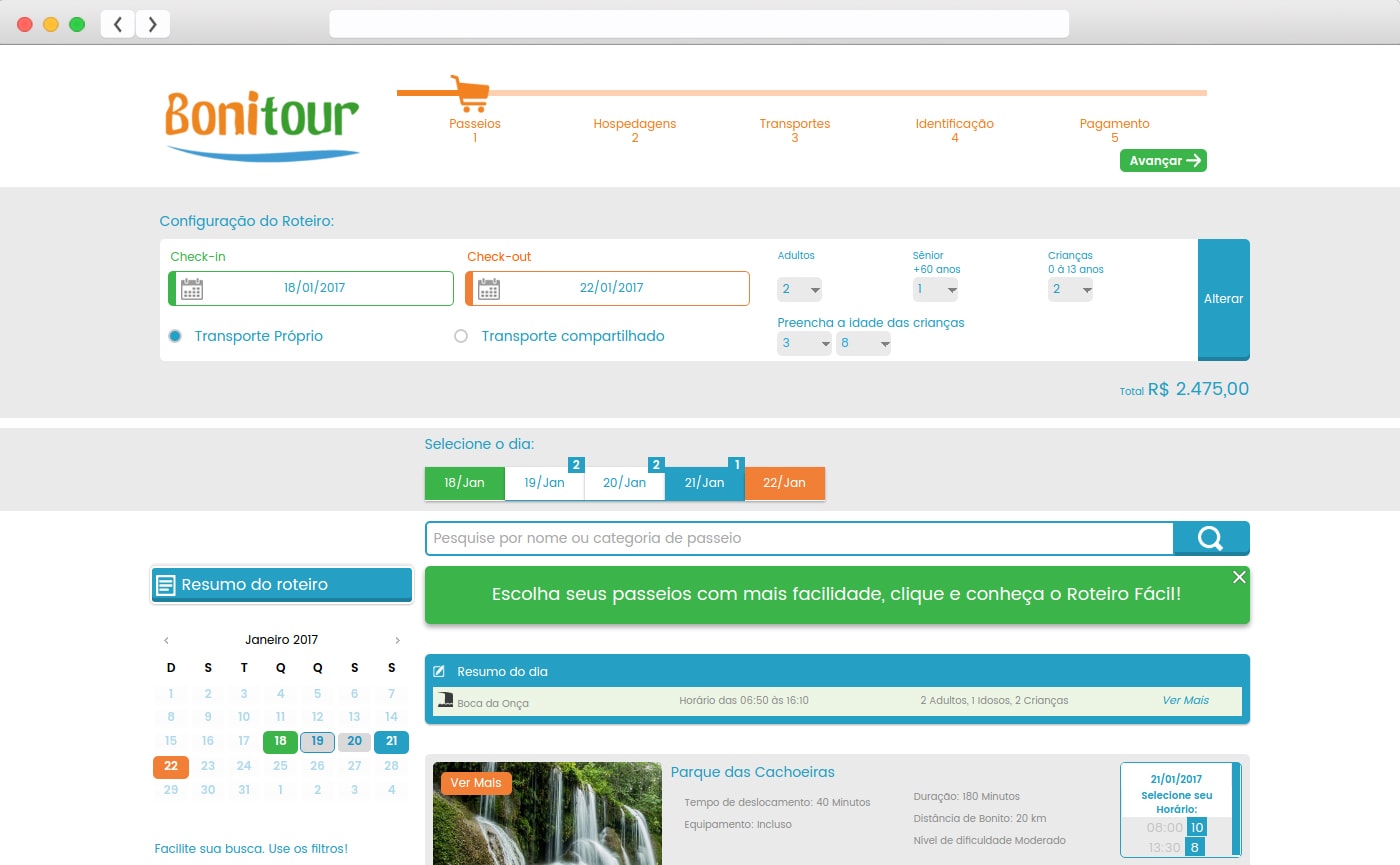 Bonitour
Passeios
1
Hospedagens
2
Transportes
3
Identificação
4
Pagamento
5
Avançar
Configuração do Roteiro:
Check-in
18/01/2017
Check-out
22/01/2017
Adultos
2
Sênior
+60 anos
1
Crianças
0 à 13 anos
2
Alterar
Transporte Próprio
Transporte compartilhado
Preencha a idade das crianças
3 8
Total R$ 2.475,00
Selecione o dia:
2 2 1
18/Jan 19/Jan 20/Jan 21/Jan 22/Jan
Pesquise por nome ou categoria de passeio
Resumo do roteiro
Escolha seus passeios com mais facilidade, clique e conheça o Roteiro Fácil!
Janeiro 2017
D S T Q Q S S
1 2 3 4 5 6 7
8 9 10 11 12 13 14
15 16 17 18 19 20 21
22 23 24 25 26 27 28
29 30 31 1 2 3 4
Facilite sua busca. Use os filtros!
Resumo do dia
Boca da Onça Horário das 06:50 às 16:10 2 Adultos, 1 Idosos, 2 Crianças Ver Mais
Ver Mais
Parque das Cachoeiras
Tempo de deslocamento: 40 Minutos
Equipamento: Incluso
Duração: 180 Minutos
Distância de Bonito: 20 km
Nível de dificuldade Moderado
21/01/2017
Selecione seu
Horário:
08:00 10
13:30 8